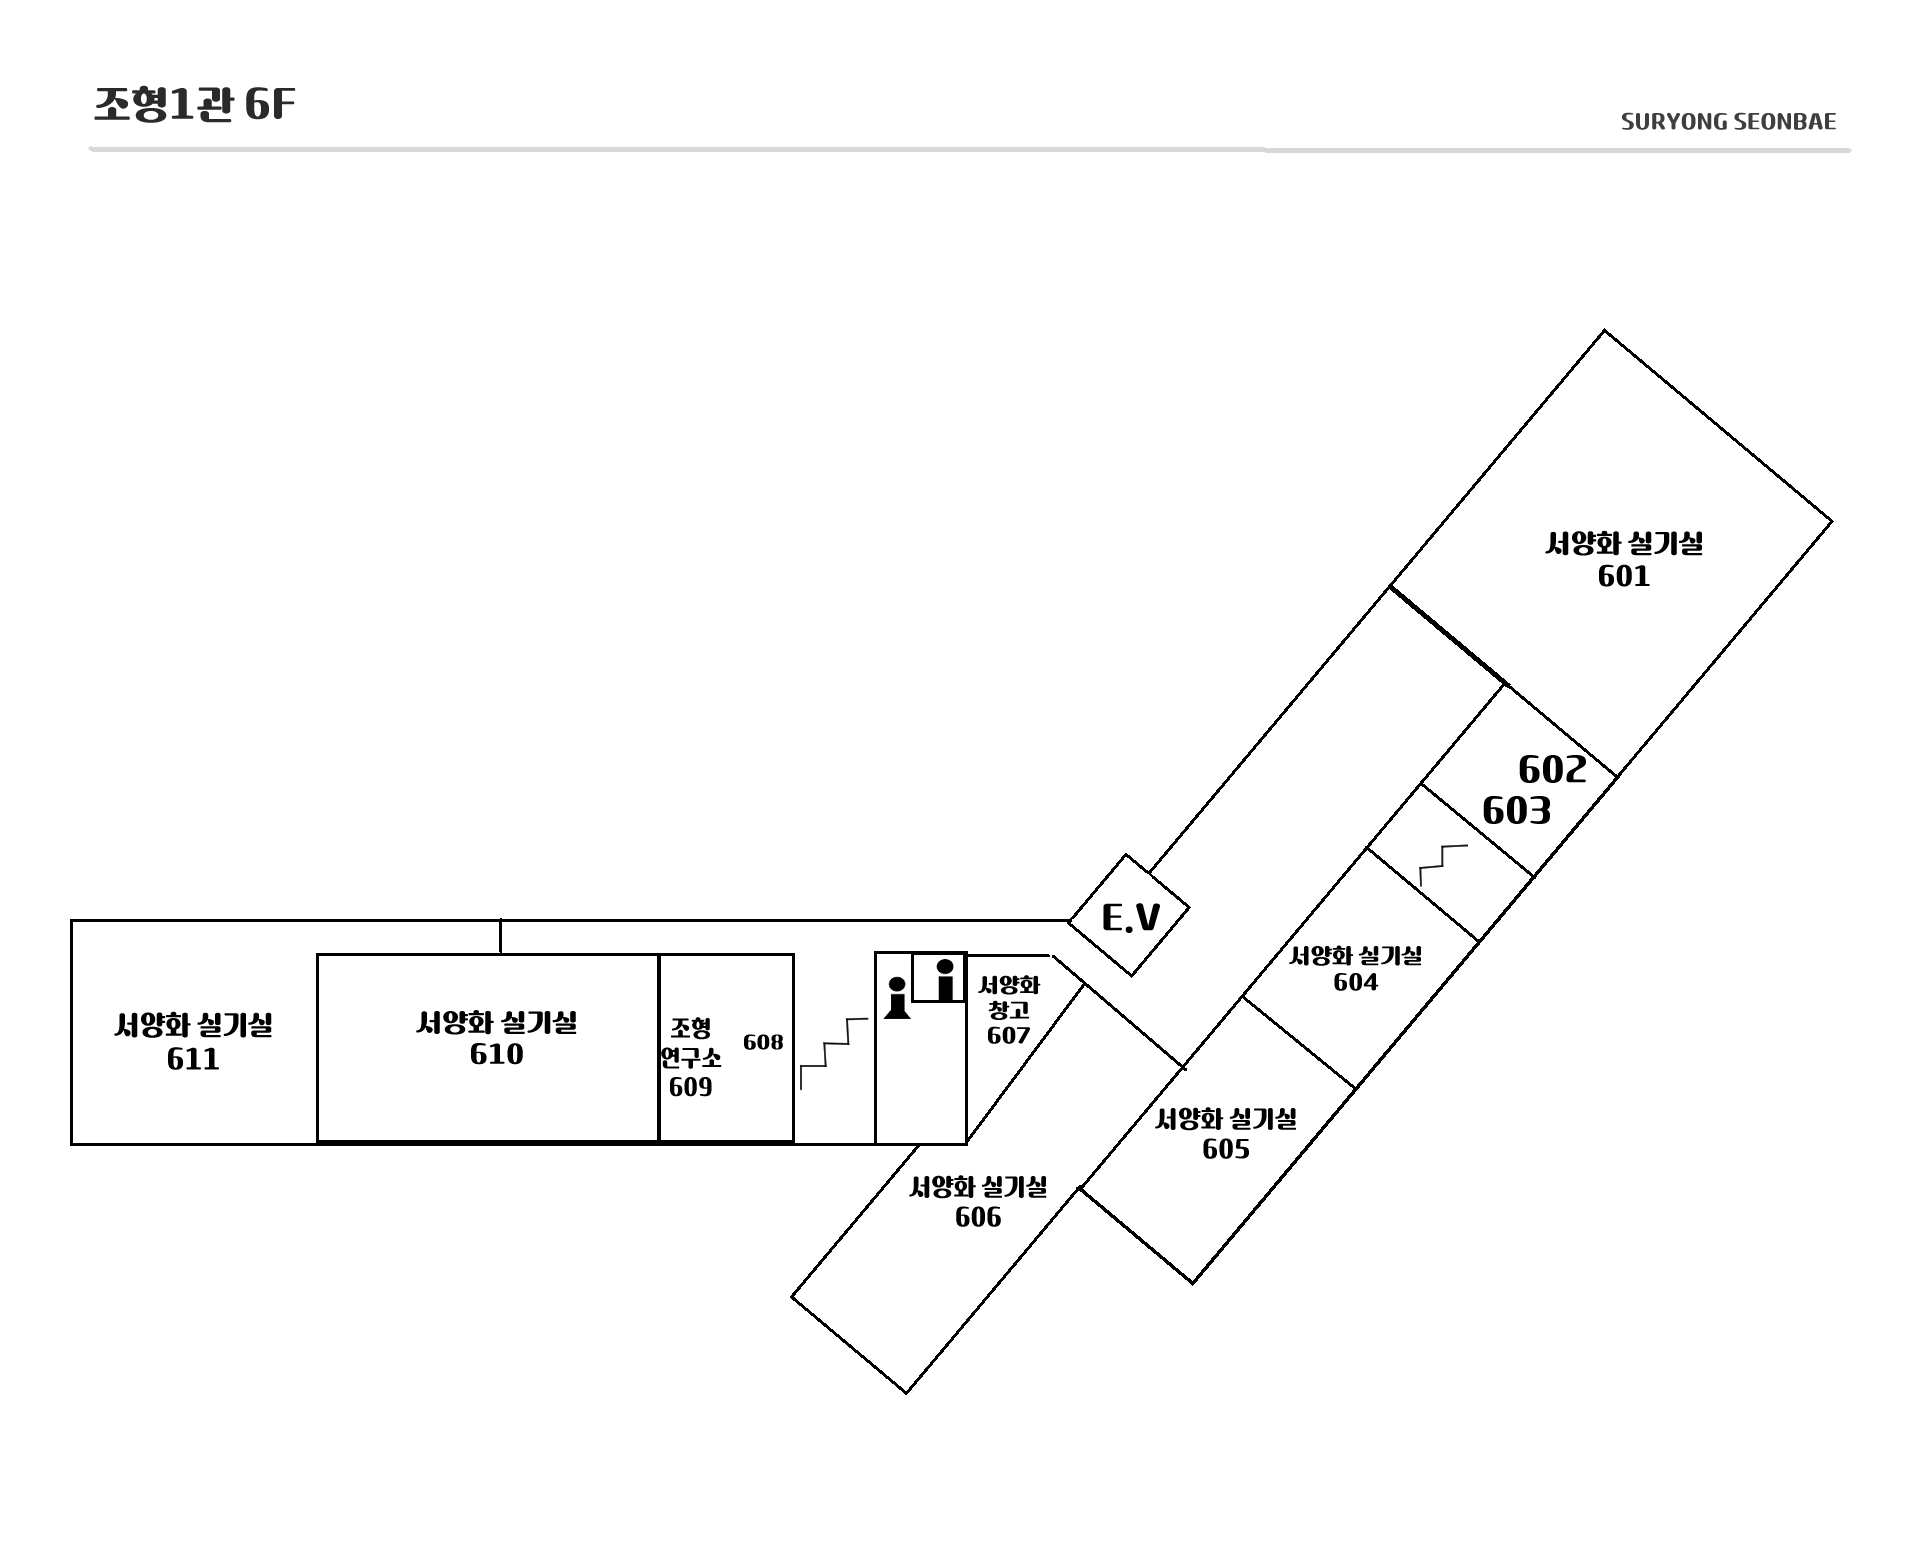 조형1관 6F
SURYONG SEONBAE
서양화 실기실
601
602
603
서양화 실기실
604
서양화 실기실
605
서양화 실기실
606
E.V
서양화
창고
607
608
조형
연구소
609
서양화 실기실
610
서양화 실기실
611